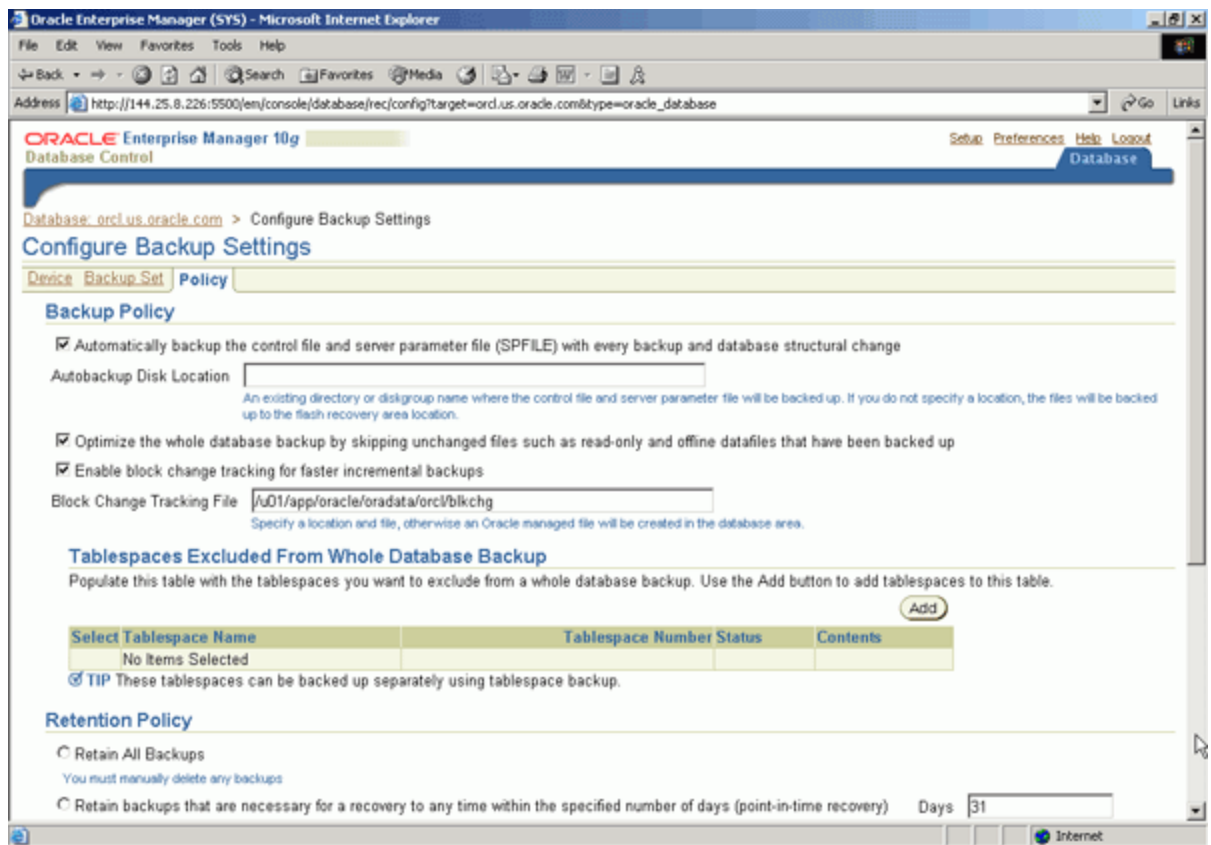 Oracle Enterprise Manager (SYS) - Microsoft Internet Explorer
File Edit View Favorites Tools Help
Back Search Favorites Media
Address http://144.25.8.226:5500/em/console/database/rec/config?target=orcl.us.oracle.com&type=oracle_database Go Links
ORACLE Enterprise Manager 10g
Setup Preferences Help Logout
Database Control
Database
Database: orcl.us.oracle.com > Configure Backup Settings
Configure Backup Settings
Device Backup Set Policy
Backup Policy
Automatically backup the control file and server parameter file (SPFILE) with every backup and database structural change
Autobackup Disk Location
An existing directory or diskgroup name where the control file and server parameter file will be backed up. If you do not specify a location, the files will be backed
up to the flash recovery area location.
Optimize the whole database backup by skipping unchanged files such as read-only and offline datafiles that have been backed up
Enable block change tracking for faster incremental backups
Block Change Tracking File /u01/app/oracle/oradata/orcl/blkchg
Specify a location and file, otherwise an Oracle managed file will be created in the database area.
Tablespaces Excluded From Whole Database Backup
Populate this table with the tablespaces you want to exclude from a whole database backup. Use the Add button to add tablespaces to this table.
Add
Select Tablespace Name Tablespace Number Status Contents
No Items Selected
TIP These tablespaces can be backed up separately using tablespace backup.
Retention Policy
Retain All Backups
You must manually delete any backups
Retain backups that are necessary for a recovery to any time within the specified number of days (point-in-time recovery) Days 31
Internet